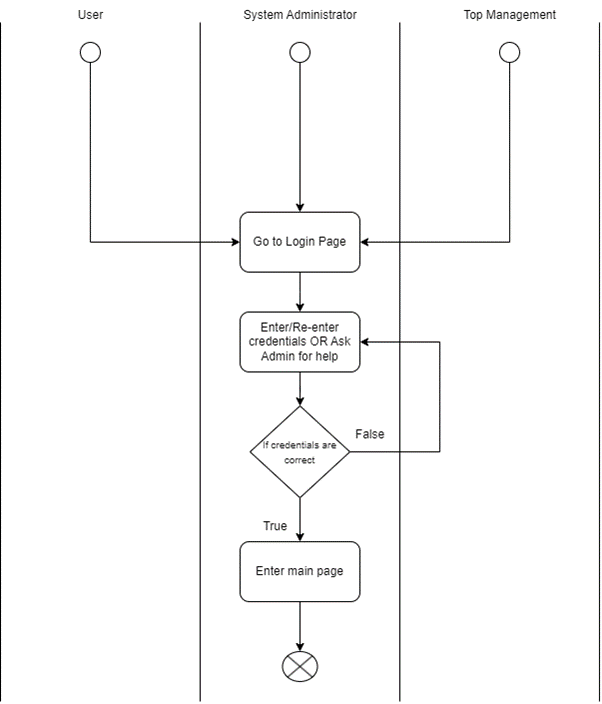 User
System Administrator
Top Management
Go to Login Page
Enter/Re-enter
credentials OR Ask
Admin for help
If credentials are
correct
False
True
Enter main page